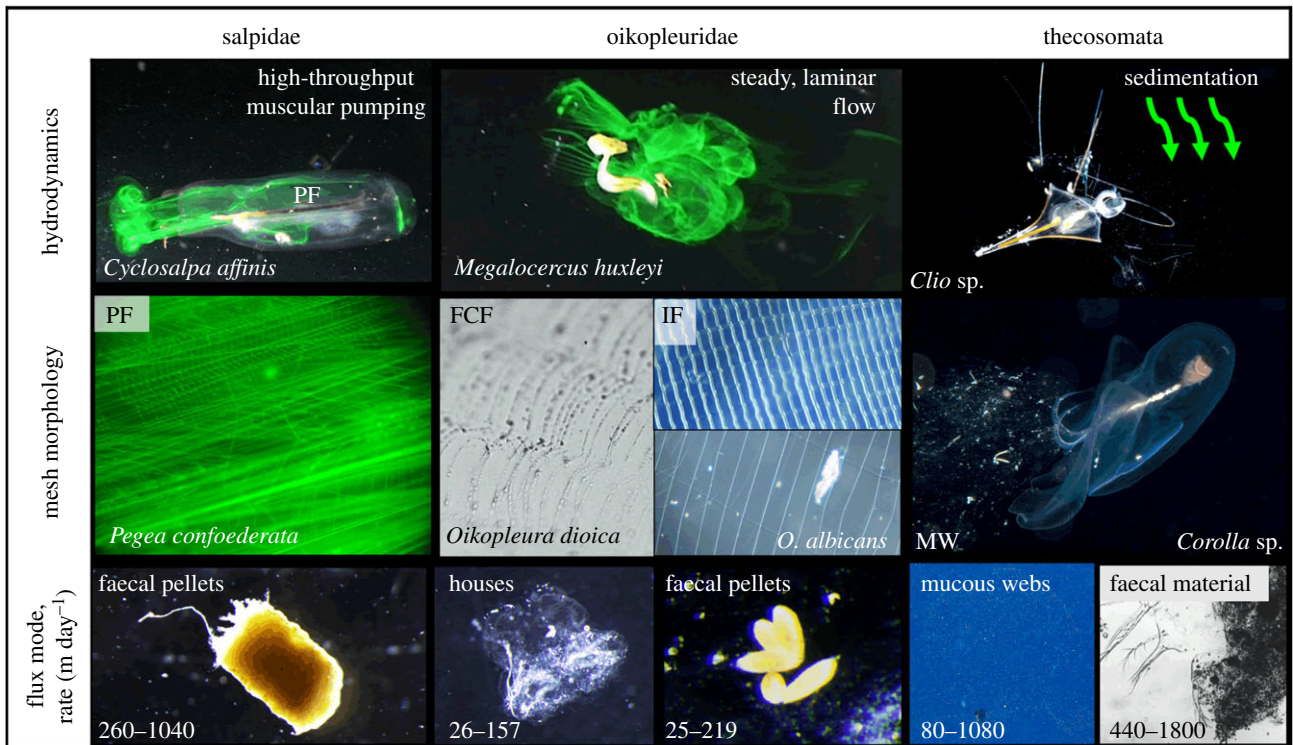 salpidae
oikopleuridae
thecosomata
hydrodynamics
high-throughput
muscular pumping
PF
Cyclosalpa affinis
steady, laminar
flow
Megalocercus huxleyi
sedimentation
Clio sp.
mesh morphology
PF
Pegea confoederata
FCF
Oikopleura dioica
IF
O. albicans
MW
Corolla sp.
flux mode,
rate (m day⁻¹)
faecal pellets
260–1040
houses
26–157
faecal pellets
25–219
mucous webs
80–1080
faecal material
440–1800